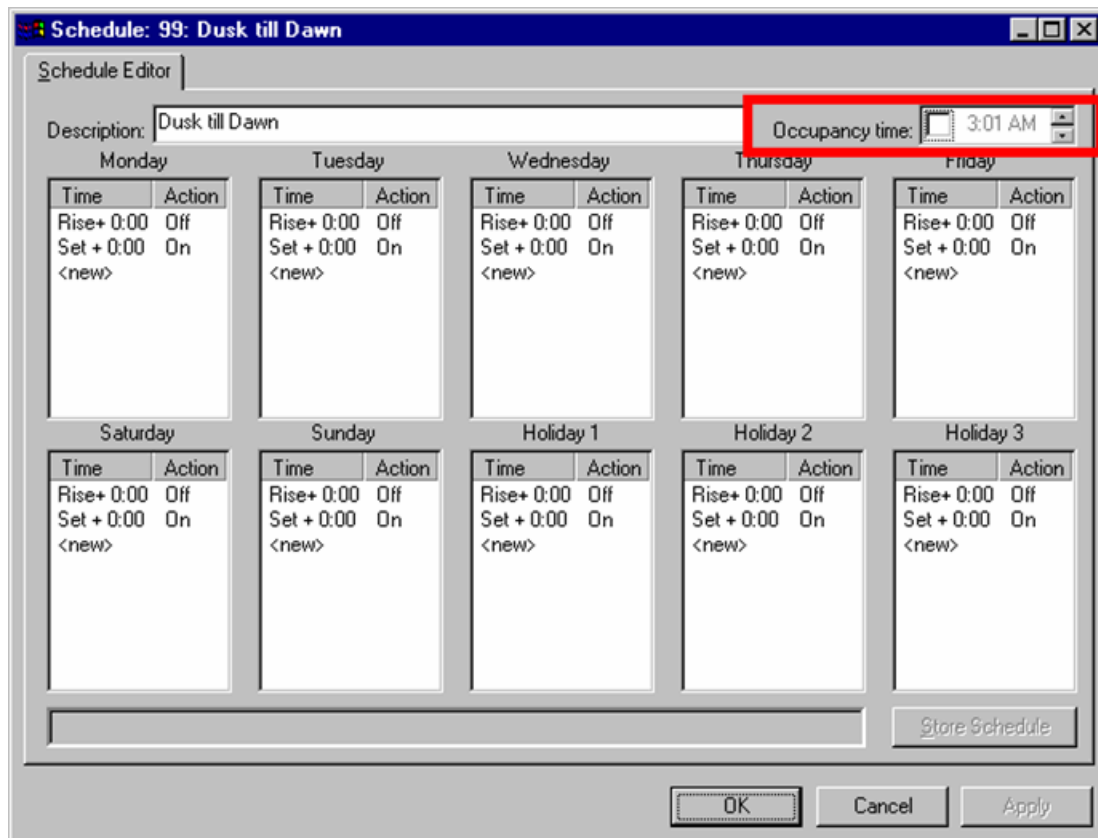 Schedule: 99: Dusk till Dawn
Schedule Editor
Description: Dusk till Dawn Occupancy time: 3:01 AM
Monday Tuesday Wednesday Thursday Friday
Time Action Time Action Time Action Time Action Time Action
Rise+ 0:00 Off Rise+ 0:00 Off Rise+ 0:00 Off Rise+ 0:00 Off Rise+ 0:00 Off
Set + 0:00 On Set + 0:00 On Set + 0:00 On Set + 0:00 On Set + 0:00 On
<new> <new> <new> <new> <new>
Saturday Sunday Holiday 1 Holiday 2 Holiday 3
Time Action Time Action Time Action Time Action Time Action
Rise+ 0:00 Off Rise+ 0:00 Off Rise+ 0:00 Off Rise+ 0:00 Off Rise+ 0:00 Off
Set + 0:00 On Set + 0:00 On Set + 0:00 On Set + 0:00 On Set + 0:00 On
<new> <new> <new> <new> <new>
Store Schedule
OK Cancel Apply